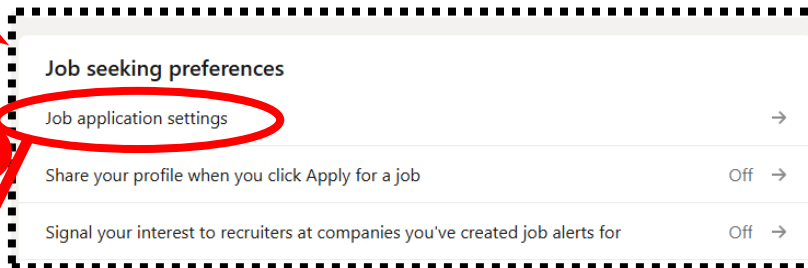 Job seeking preferences
Job application settings
Share your profile when you click Apply for a job Off
Signal your interest to recruiters at companies you've created job alerts for Off